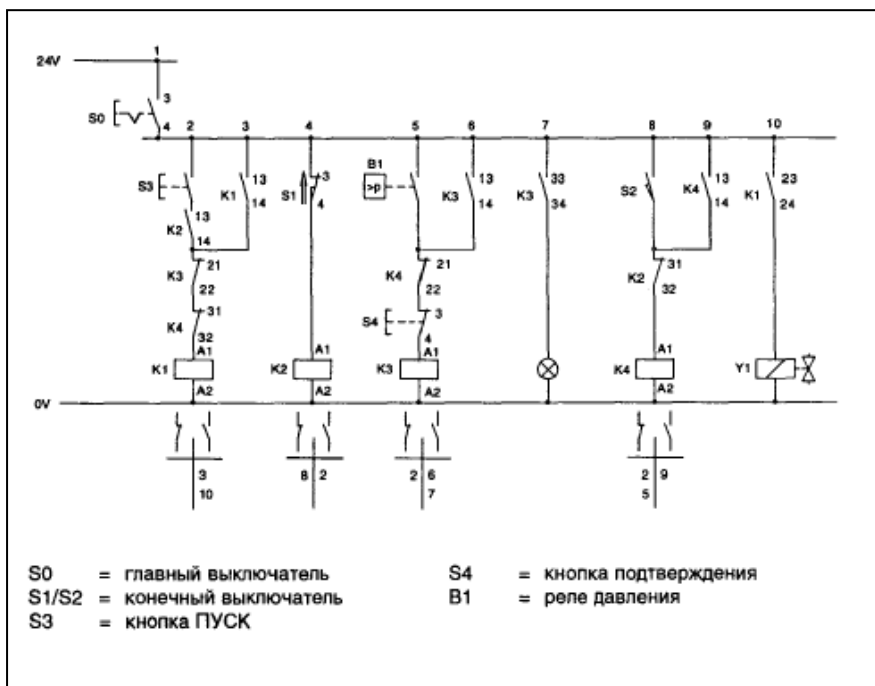 1
24V
3
S0
4
2 3 4 5 6 7 8 9 10
S3 K1 13 14 S1 3 4 B1 >p K3 13 14 K3 33 34 S2 K4 13 14 K1 23 24
K2 13 14
K3 21 22 K4 21 22 K2 31 32
K4 31 32 S4 3 4
A1 A1 A1 A1
K1 K2 K3 K4 Y1
A2 A2 A2 A2
0V
3 8 2 2 6 2 9
10 7 5
S0 = главный выключатель
S1/S2 = конечный выключатель
S3 = кнопка ПУСК
S4 = кнопка подтверждения
B1 = реле давления